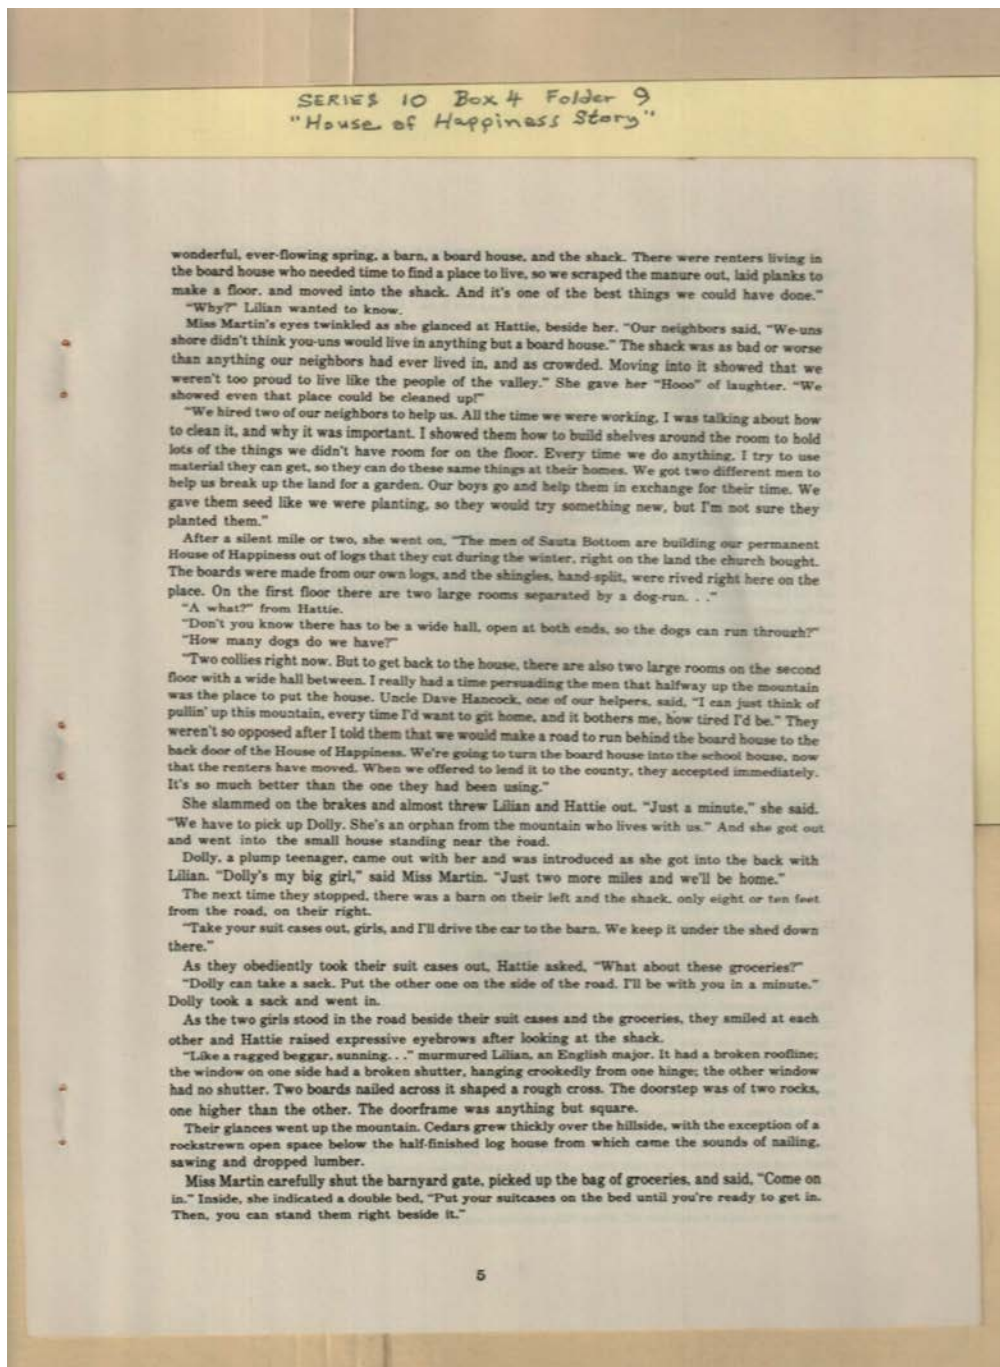 SERIES 10 Box 4 Folder 9
"House of Happiness Story"
wonderful, ever-flowing spring, a barn, a board house, and the shack. There were renters living in
the board house who needed time to find a place to live, so we scraped the manure out, laid planks to
make a floor, and moved into the shack. And it's one of the best things we could have done."
"Why?" Lilian wanted to know.
Miss Martin's eyes twinkled as she glanced at Hattie, beside her. "Our neighbors said, "We-uns
shore didn't think you-uns would live in anything but a board house." The shack was as bad or worse
than anything our neighbors had ever lived in, and as crowded. Moving into it showed that we
weren't too proud to live like the people of the valley." She gave her "Hooo" of laughter. "We
showed even that place could be cleaned up!"
"We hired two of our neighbors to help us. All the time we were working, I was talking about how
to clean it, and why it was important. I showed them how to build shelves around the room to hold
lots of the things we didn't have room for on the floor. Every time we do anything, I try to use
material they can get, so they can do these same things at their homes. We got two different men to
help us break up the land for a garden. Our boys go and help them in exchange for their time. We
gave them seed like we were planting, so they would try something new, but I'm not sure they
planted them."
After a silent mile or two, she went on, "The men of Sauta Bottom are building our permanent
House of Happiness out of logs that they cut during the winter, right on the land the church bought.
The boards were made from our own logs, and the shingles, hand-split, were rived right here on the
place. On the first floor there are two large rooms separated by a dog-run. . ."
"A what?" from Hattie.
"Don't you know there has to be a wide hall, open at both ends, so the dogs can run through?"
"How many dogs do we have?"
"Two collies right now. But to get back to the house, there are also two large rooms on the second
floor with a wide hall between. I really had a time persuading the men that halfway up the mountain
was the place to put the house. Uncle Dave Hancock, one of our helpers, said, "I can just think of
pullin' up this mountain, every time I'd want to git home, and it bothers me, how tired I'd be." They
weren't so opposed after I told them that we would make a road to run behind the board house to the
back door of the House of Happiness. We're going to turn the board house into the school house, now
that the renters have moved. When we offered to lend it to the county, they accepted immediately.
It's so much better than the one they had been using."
She slammed on the brakes and almost threw Lilian and Hattie out. "Just a minute," she said.
"We have to pick up Dolly. She's an orphan from the mountain who lives with us." And she got out
and went into the small house standing near the road.
Dolly, a plump teenager, came out with her and was introduced as she got into the back with
Lilian. "Dolly's my big girl," said Miss Martin. "Just two more miles and we'll be home."
The next time they stopped, there was a barn on their left and the shack, only eight or ten feet
from the road, on their right.
"Take your suit cases out, girls, and I'll drive the car to the barn. We keep it under the shed down
there."
As they obediently took their suit cases out, Hattie asked, "What about these groceries?"
"Dolly can take a sack. Put the other one on the side of the road. I'll be with you in a minute."
Dolly took a sack and went in.
As the two girls stood in the road beside their suit cases and the groceries, they smiled at each
other and Hattie raised expressive eyebrows after looking at the shack.
"Like a ragged beggar, sunning. . ." murmured Lilian, an English major. It had a broken roofline;
the window on one side had a broken shutter, hanging crookedly from one hinge; the other window
had no shutter. Two boards nailed across it shaped a rough cross. The doorstep was of two rocks,
one higher than the other. The doorframe was anything but square.
Their glances went up the mountain. Cedars grew thickly over the hillside, with the exception of a
rockstrewn open space below the half-finished log house from which came the sounds of nailing,
sawing and dropped lumber.
Miss Martin carefully shut the barnyard gate, picked up the bag of groceries, and said, "Come on
in." Inside, she indicated a double bed, "Put your suitcases on the bed until you're ready to get in.
Then, you can stand them right beside it."
5